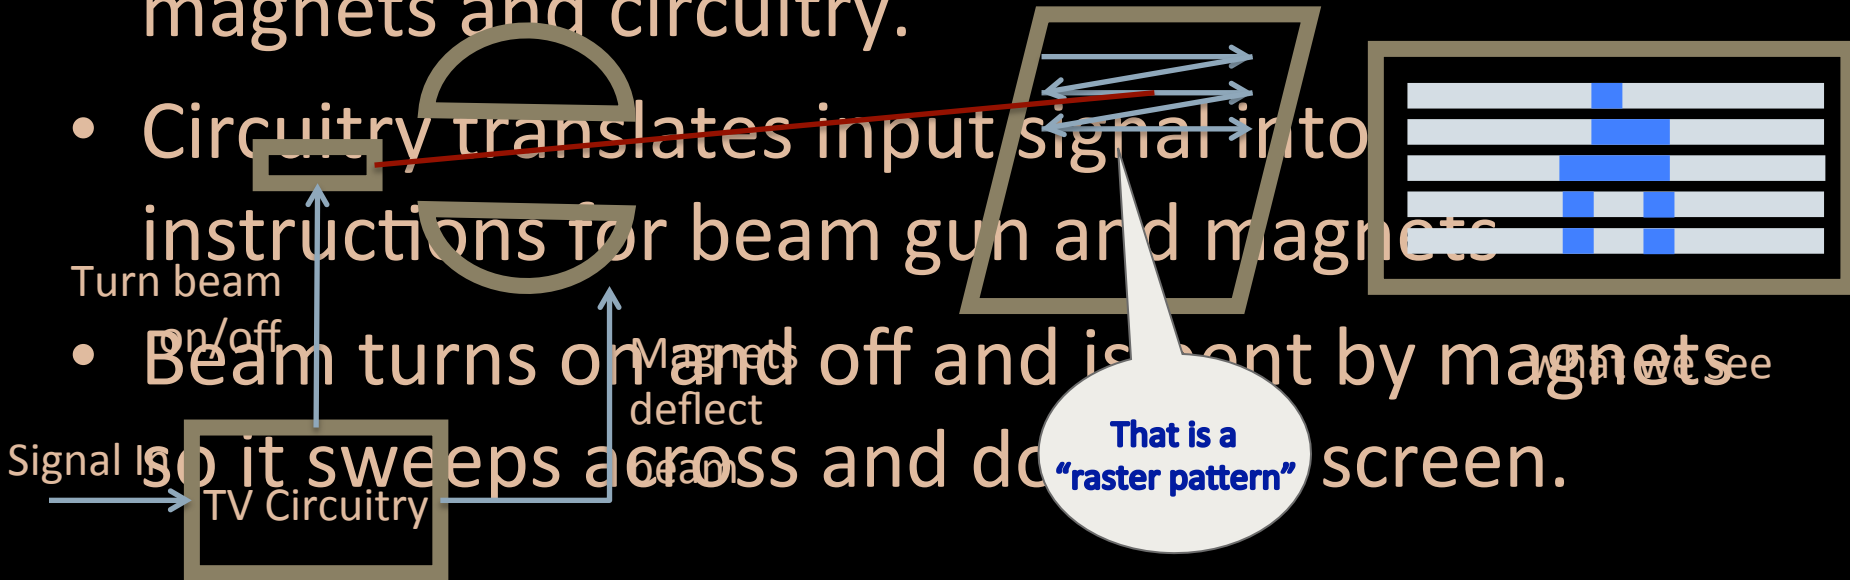 magnets and circuitry.
• Circuitry translates input signal into
instructions for beam gun and magnets
• Beam turns on and off and is bent by magnets
so it sweeps across and do screen.
Turn beam
on/off
Magnets
deflect
beam
what we see
Signal In
TV Circuitry
That is a
“raster pattern”